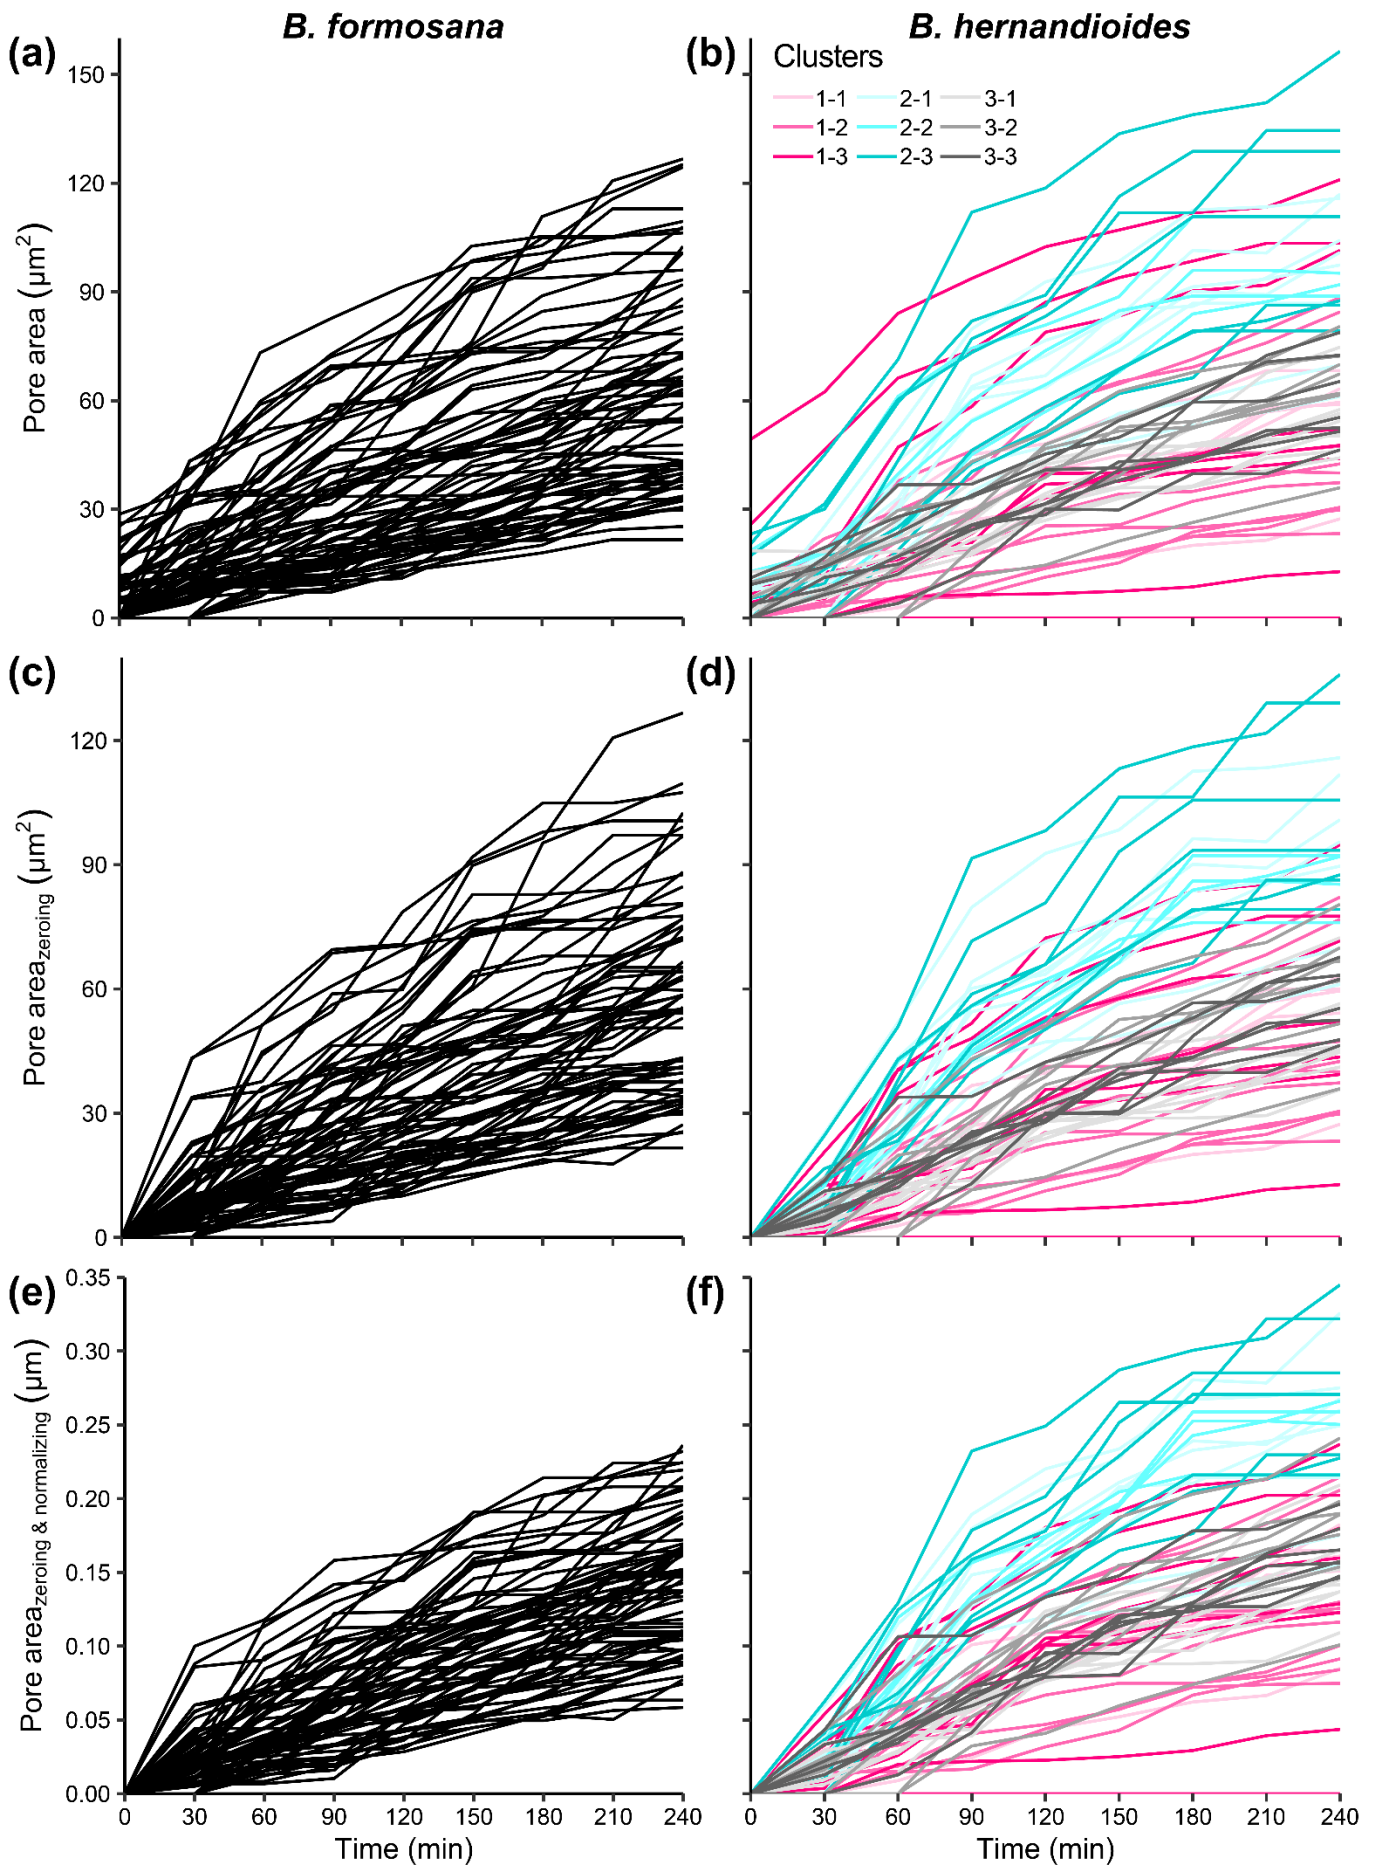 B. formosana
B. hernandioides
(a)
(b)
Clusters
1-1 2-1 3-1
1-2 2-2 3-2
1-3 2-3 3-3
150
120
90
60
30
0
Pore area (µm²)
(c)
(d)
120
90
60
30
0
Pore area zeroing (µm²)
(e)
(f)
0.35
0.30
0.25
0.20
0.15
0.10
0.05
0.00
Pore area zeroing & normalizing (µm)
0 30 60 90 120 150 180 210 240
0 30 60 90 120 150 180 210 240
Time (min)
Time (min)